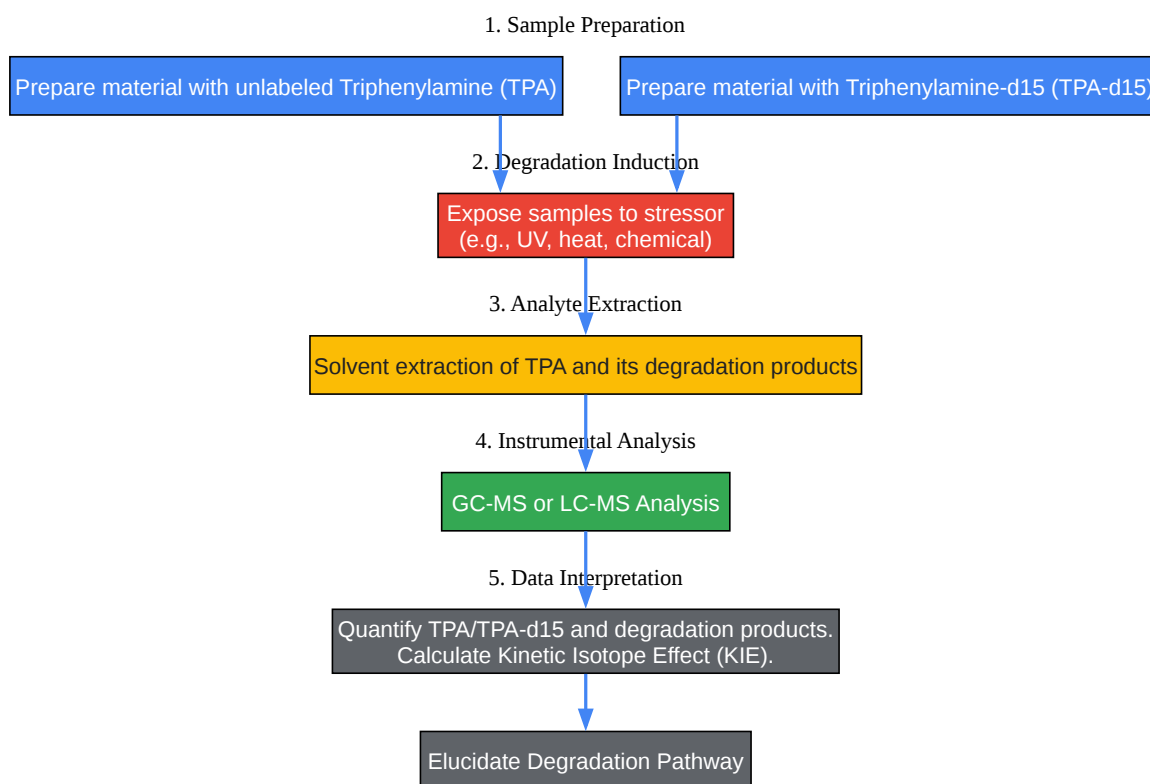 1. Sample Preparation
Prepare material with unlabeled Triphenylamine (TPA)
Prepare material with Triphenylamine-d15 (TPA-d15)
2. Degradation Induction
Expose samples to stressor
(e.g., UV, heat, chemical)
3. Analyte Extraction
Solvent extraction of TPA and its degradation products
4. Instrumental Analysis
GC-MS or LC-MS Analysis
5. Data Interpretation
Quantify TPA/TPA-d15 and degradation products.
Calculate Kinetic Isotope Effect (KIE).
Elucidate Degradation Pathway